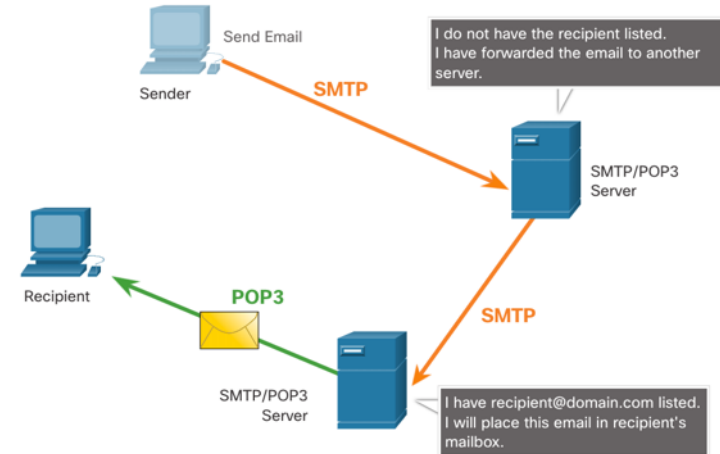 I do not have the recipient listed.
I have forwarded the email to another
server.
Send Email
Sender
SMTP
SMTP/POP3
Server
Recipient
POP3
SMTP
SMTP/POP3
Server
I have recipient@domain.com listed.
I will place this email in recipient's
mailbox.